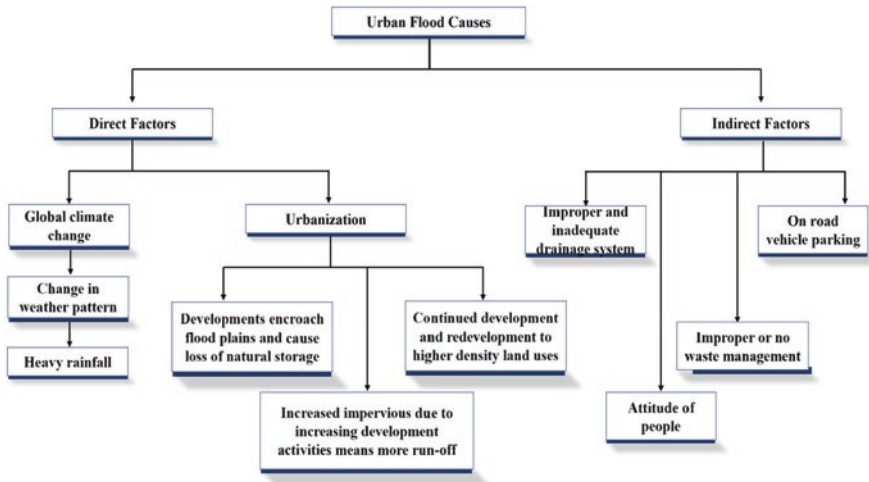 Urban Flood Causes
Direct Factors
Indirect Factors
Global climate
change
Urbanization
Improper and
inadequate
drainage system
On road
vehicle parking
Change in
weather pattern
Developments encroach
flood plains and cause
loss of natural storage
Continued development
and redevelopment to
higher density land uses
Improper or no
waste management
Heavy rainfall
Increased impervious due to
increasing development
activities means more run-off
Attitude of
people